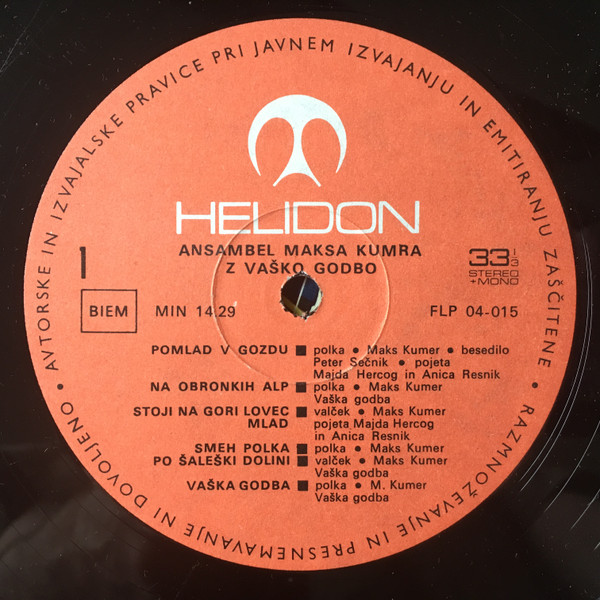 • AVTORSKE IN IZVAJALSKE PRAVICE PRI JAVNEM IZVAJANJU IN EMITIRANJU ZAŠČITENE • RAZMNOŽEVANJE IN PRESNEMAVANJE NI DOVOLJENO
HELIDON
ANSAMBEL MAKSA KUMRA
Z VAŠKO GODBO
1
33 1/3
STEREO
+MONO
BIEM
MIN 14.29
FLP 04-015
POMLAD V GOZDU ■ polka • Maks Kumer • besedilo
Peter Sečnik • pojeta
Majda Hercog in Anica Resnik
NA OBRONKIH ALP ■ polka • Maks Kumer
Vaška godba
STOJI NA GORI LOVEC ■ valček • Maks Kumer
MLAD pojeta Majda Hercog
in Anica Resnik
SMEH POLKA ■ polka • Maks Kumer
PO ŠALEŠKI DOLINI ■ valček • Maks Kumer
Vaška godba
VAŠKA GODBA ■ polka • M. Kumer
Vaška godba